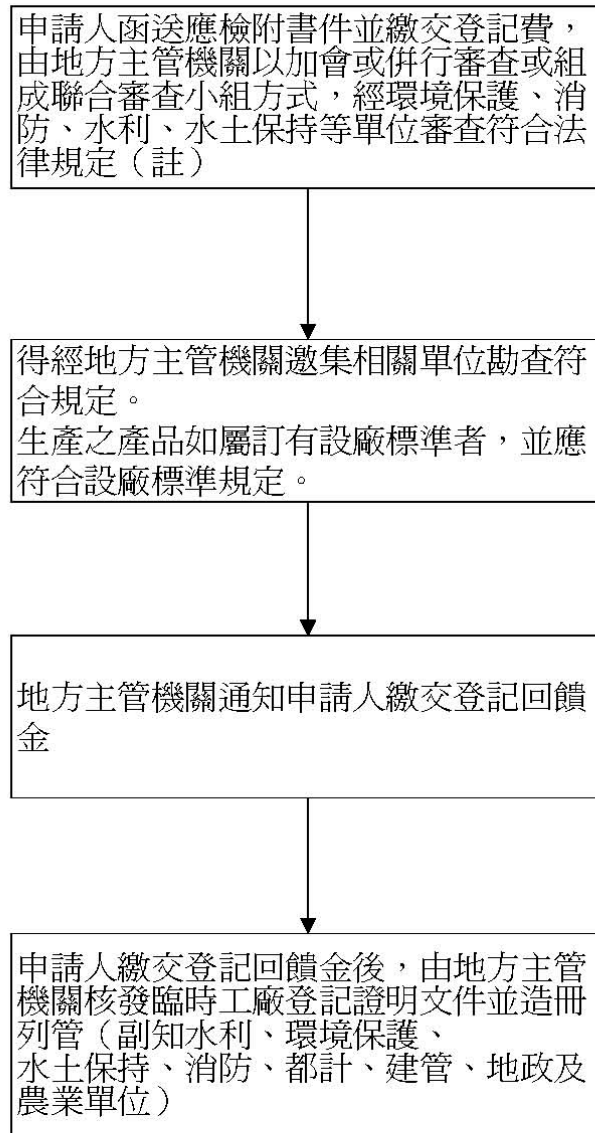 申請人函送應檢附書件並繳交登記費，
由地方主管機關以加會或併行審查或組
成聯合審查小組方式，經環境保護、消
防、水利、水土保持等單位審查符合法
律規定（註）
得經地方主管機關邀集相關單位勘查符
合規定。
生產之產品如屬訂有設廠標準者，並應
符合設廠標準規定。
地方主管機關通知申請人繳交登記回饋
金
申請人繳交登記回饋金後，由地方主管
機關核發臨時工廠登記證明文件並造冊
列管（副知水利、環境保護、
水土保持、消防、都計、建管、地政及
農業單位）